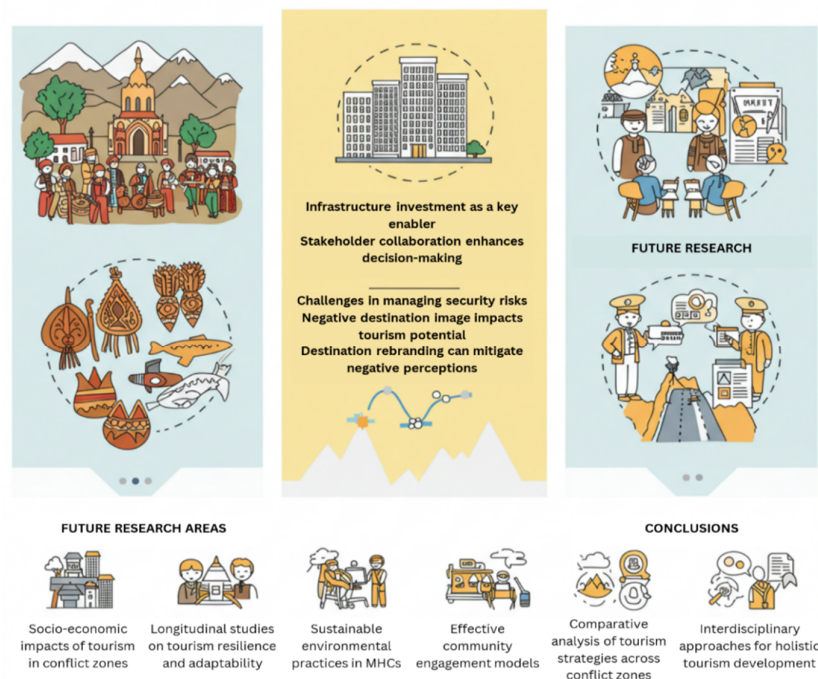 Infrastructure investment as a key
enabler
Stakeholder collaboration enhances
decision-making
Challenges in managing security risks
Negative destination image impacts
tourism potential
Destination rebranding can mitigate
negative perceptions
FUTURE RESEARCH
FUTURE RESEARCH AREAS
CONCLUSIONS
Socio-economic
impacts of tourism
in conflict zones
Longitudinal studies
on tourism resilience
and adaptability
Sustainable
environmental
practices in MHCs
Effective
community
engagement models
Comparative
analysis of tourism
strategies across
conflict zones
Interdisciplinary
approaches for holistic
tourism development